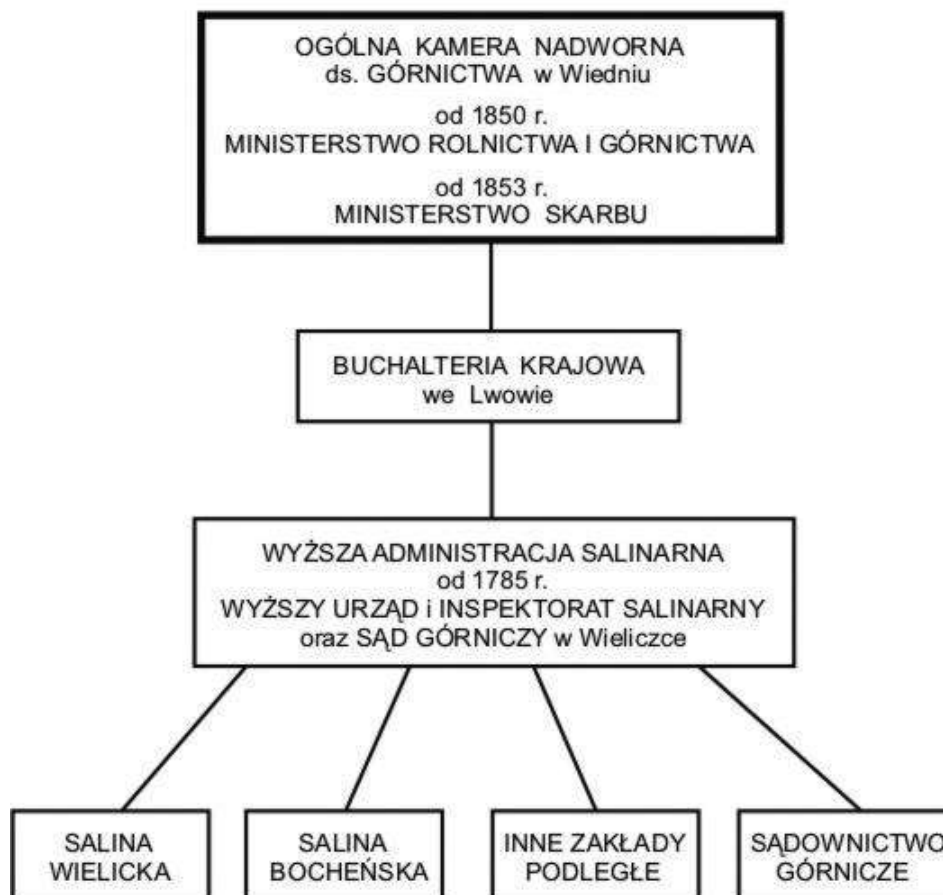 OGÓLNA KAMERA NADWORNA
ds. GÓRNICTWA w Wiedniu
od 1850 r.
MINISTERSTWO ROLNICTWA I GÓRNICTWA
od 1853 r.
MINISTERSTWO SKARBU
BUCHALTERIA KRAJOWA
we Lwowie
WYŻSZA ADMINISTRACJA SALINARNA
od 1785 r.
WYŻSZY URZĄD i INSPEKTORAT SALINARNY
oraz SĄD GÓRNICZY w Wieliczce
SALINA
WIELICKA
SALINA
BOCHEŃSKA
INNE ZAKŁADY
PODLEGŁE
SĄDOWNICTWO
GÓRNICZE